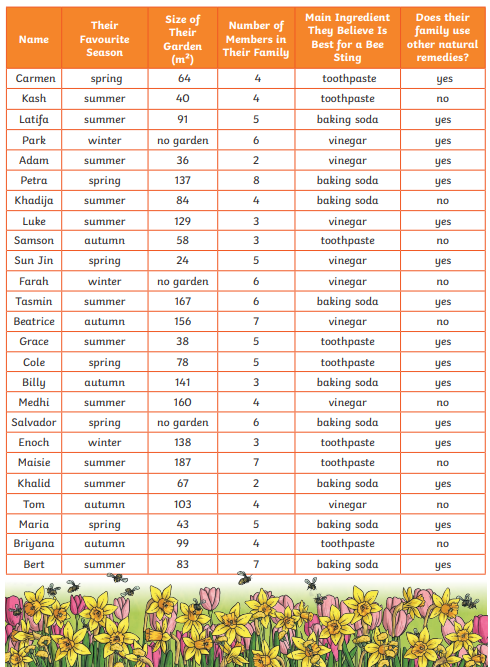 Name Their Favourite Season Size of Their Garden (m²) Number of Members in Their Family Main Ingredient They Believe Is Best for a Bee Sting Does their family use other natural remedies?
Carmen spring 64 4 toothpaste yes
Kash summer 40 4 toothpaste no
Latifa summer 91 5 baking soda yes
Park winter no garden 6 vinegar yes
Adam summer 36 2 vinegar yes
Petra spring 137 8 baking soda yes
Khadija summer 84 4 baking soda no
Luke summer 129 3 vinegar yes
Samson autumn 58 3 toothpaste no
Sun Jin spring 24 5 vinegar yes
Farah winter no garden 6 vinegar no
Tasmin summer 167 6 baking soda yes
Beatrice autumn 156 7 vinegar no
Grace summer 38 5 toothpaste yes
Cole spring 78 5 toothpaste yes
Billy autumn 141 3 baking soda yes
Medhi summer 160 4 vinegar no
Salvador spring no garden 6 baking soda yes
Enoch winter 138 3 toothpaste yes
Maisie summer 187 7 toothpaste no
Khalid summer 67 2 baking soda yes
Tom autumn 103 4 vinegar no
Maria spring 43 5 baking soda yes
Briyana autumn 99 4 toothpaste no
Bert summer 83 7 baking soda yes